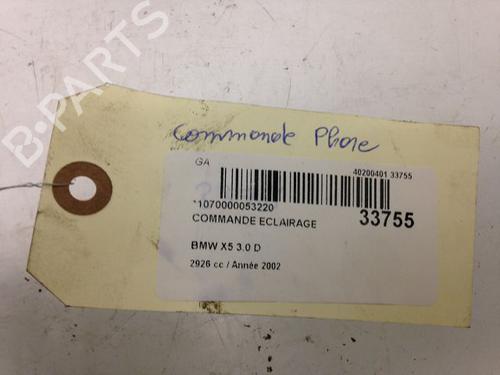 B-PARTS
Commande Phare
GA
40200401 33755
*1070000053220
33755
COMMANDE ECLAIRAGE
BMW X5 3.0 D
2926 cc / Année 2002